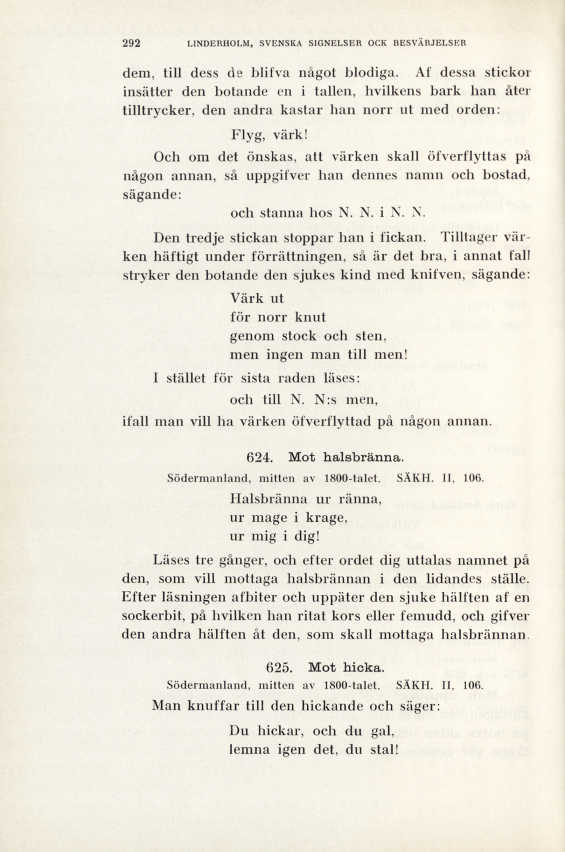 292 LINDERHOLM, SVENSKA SIGNELSER OCK BESVÄRJELSER
dem, till dess de blifva något blodiga. Af dessa stickor
insätter den botande en i tallen, hvilkens bark han åter
tilltrycker, den andra kastar han norr ut med orden:
Flyg, värk!
Och om det önskas, att värken skall öfverflyttas på
någon annan, så uppgifver han dennes namn och bostad,
sägande:
och stanna hos N. N. i N. N.
Den tredje stickan stoppar han i fickan. Tilltager vär-
ken häftigt under förrättningen, så är det bra, i annat fall
stryker den botande den sjukes kind med knifven, sägande:
Värk ut
för norr knut
genom stock och sten,
men ingen man till men!
I stället för sista raden läses:
och till N. N:s men,
ifall man vill ha värken öfverflyttad på någon annan.
624. Mot halsbränna.
Södermanland, mitten av 1800-talet. SÄKH. II, 106.
Halsbränna ur ränna,
ur mage i krage,
ur mig i dig!
Läses tre gånger, och efter ordet dig uttalas namnet på
den, som vill mottaga halsbrännan i den lidandes ställe.
Efter läsningen afbiter och uppäter den sjuke hälften af en
sockerbit, på hvilken han ritat kors eller femudd, och gifver
den andra hälften åt den, som skall mottaga halsbrännan.
625. Mot hicka.
Södermanland, mitten av 1800-talet. SÄKH. II, 106.
Man knuffar till den hickande och säger:
Du hickar, och du gal,
lemna igen det, du stal!